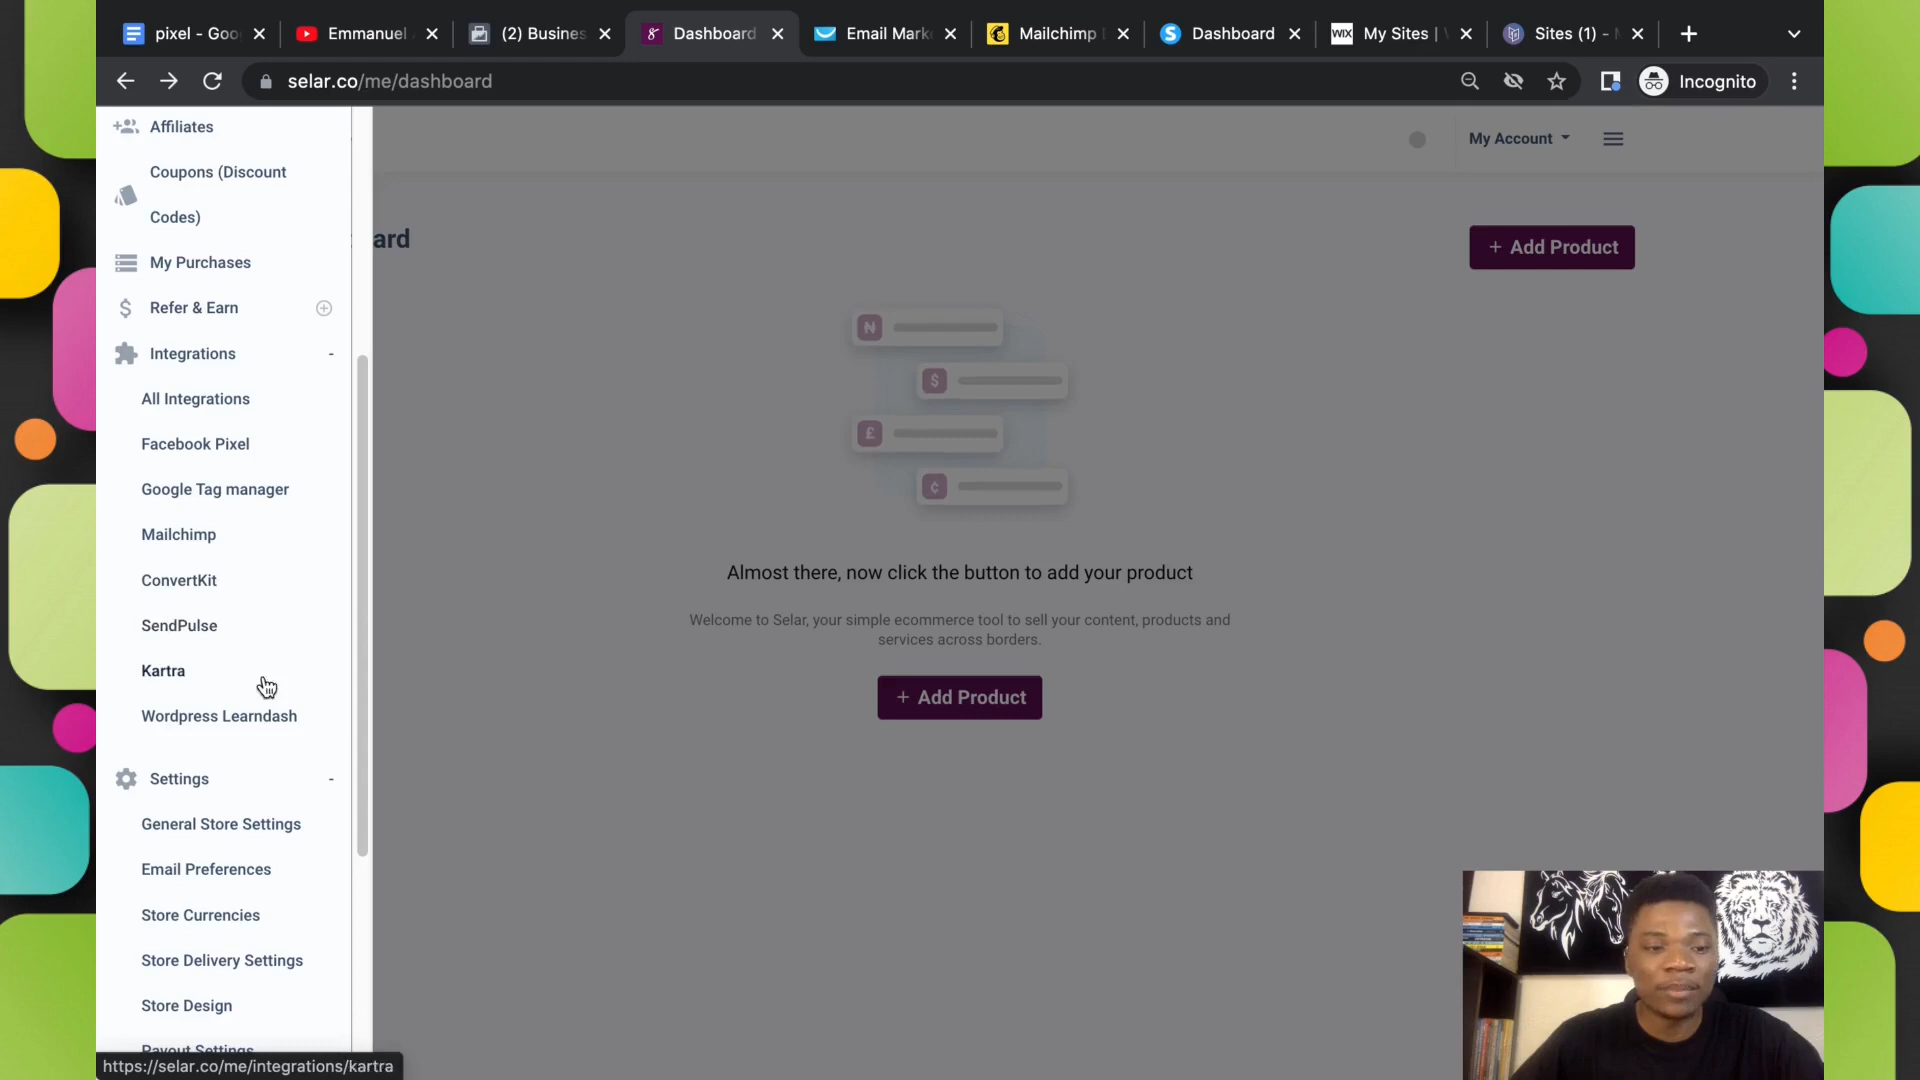 pixel - Goo
Emmanuel
(2) Busines
Dashboard
Email Mark
Mailchimp
Dashboard
My Sites |
Sites (1) -
selar.co/me/dashboard
Incognito
Affiliates
Coupons (Discount
Codes)
My Purchases
Refer & Earn
Integrations
All Integrations
Facebook Pixel
Google Tag manager
Mailchimp
ConvertKit
SendPulse
Kartra
Wordpress Learndash
Settings
General Store Settings
Email Preferences
Store Currencies
Store Delivery Settings
Store Design
Payout Settings
https://selar.co/me/integrations/kartra
My Account
ard
+ Add Product
N
$
£
¢
Almost there, now click the button to add your product
Welcome to Selar, your simple ecommerce tool to sell your content, products and
services across borders.
+ Add Product